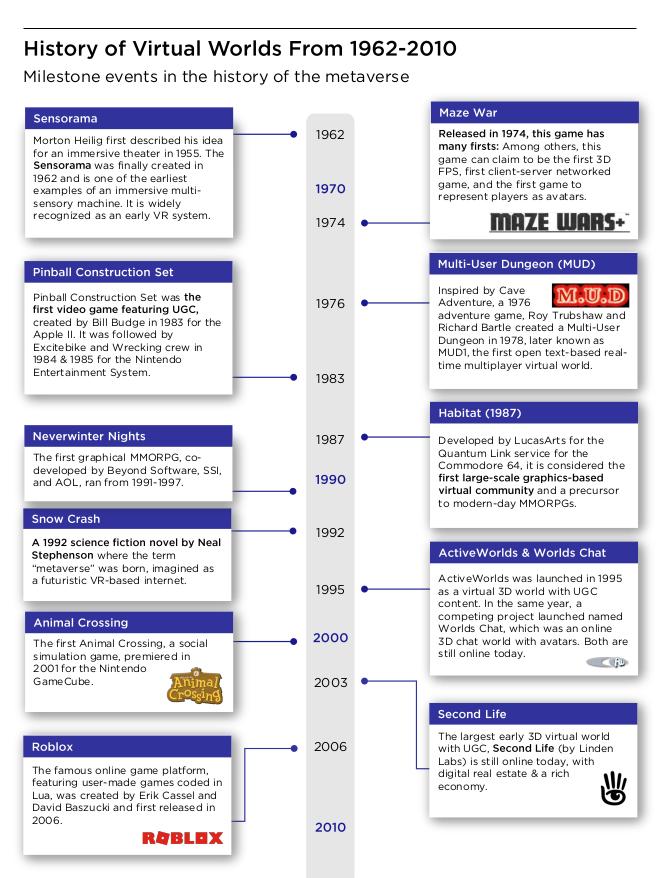 History of Virtual Worlds From 1962-2010
Milestone events in the history of the metaverse
Sensorama
Morton Heilig first described his idea
for an immersive theater in 1955. The
Sensorama was finally created in
1962 and is one of the earliest
examples of an immersive multi-
sensory machine. It is widely
recognized as an early VR system.
1962
Maze War
Released in 1974, this game has
many firsts: Among others, this
game can claim to be the first 3D
FPS, first client-server networked
game, and the first game to
represent players as avatars.
MAZE WARS+
1970
1974
Pinball Construction Set
Pinball Construction Set was the
first video game featuring UGC,
created by Bill Budge in 1983 for the
Apple II. It was followed by
Excitebike and Wrecking crew in
1984 & 1985 for the Nintendo
Entertainment System.
Multi-User Dungeon (MUD)
Inspired by Cave
Adventure, a 1976
adventure game, Roy Trubshaw and
Richard Bartle created a Multi-User
Dungeon in 1978, later known as
MUD1, the first open text-based real-
time multiplayer virtual world.
M.U.D
1976
1983
Neverwinter Nights
The first graphical MMORPG, co-
developed by Beyond Software, SSI,
and AOL, ran from 1991-1997.
Habitat (1987)
Developed by LucasArts for the
Quantum Link service for the
Commodore 64, it is considered the
first large-scale graphics-based
virtual community and a precursor
to modern-day MMORPGs.
1987
1990
Snow Crash
A 1992 science fiction novel by Neal
Stephenson where the term
“metaverse” was born, imagined as
a futuristic VR-based internet.
1992
ActiveWorlds & Worlds Chat
ActiveWorlds was launched in 1995
as a virtual 3D world with UGC
content. In the same year, a
competing project launched named
Worlds Chat, which was an online
3D chat world with avatars. Both are
still online today.
1995
Animal Crossing
The first Animal Crossing, a social
simulation game, premiered in
2001 for the Nintendo
GameCube.
Animal
Crossing
2000
2003
Second Life
The largest early 3D virtual world
with UGC, Second Life (by Linden
Labs) is still online today, with
digital real estate & a rich
economy.
Roblox
The famous online game platform,
featuring user-made games coded in
Lua, was created by Erik Cassel and
David Baszucki and first released in
2006.
ROBLOX
2006
2010